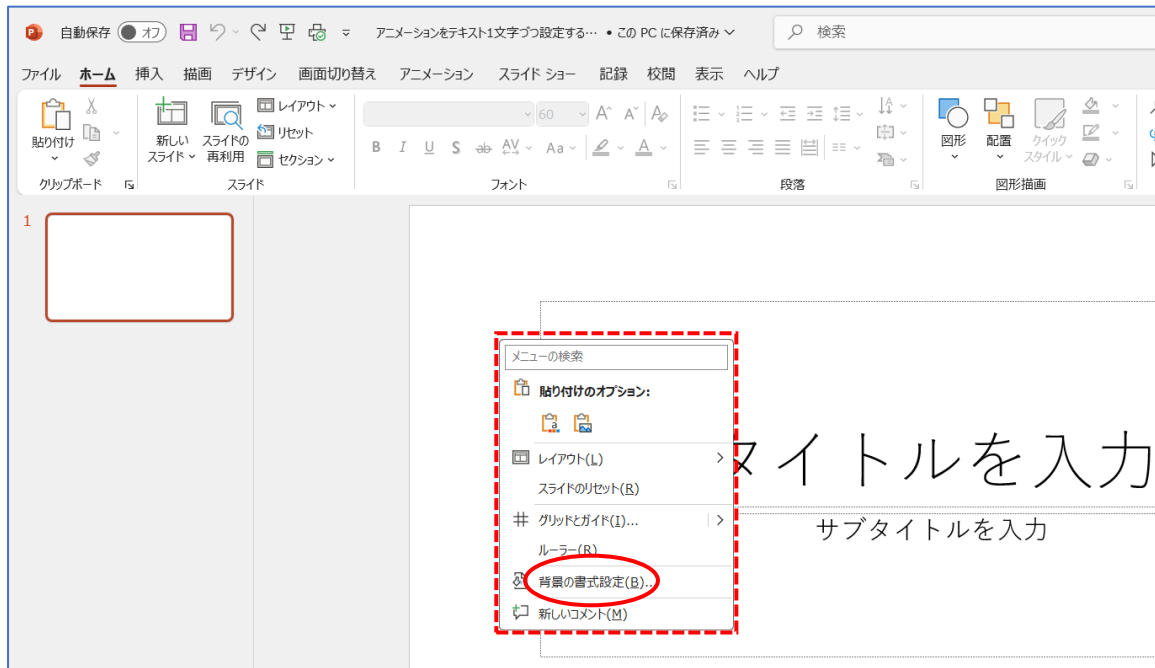 自動保存 オフ アニメーションをテキスト1文字づつ設定する… • この PC に保存済み 検索
ファイル ホーム 挿入 描画 デザイン 画面切り替え アニメーション スライド ショー 記録 校閲 表示 ヘルプ
貼り付け
新しい
スライド
スライドの
再利用
レイアウト
リセット
セクション
60
B I U S ab AV Aa A
図形 配置 クイック
スタイル
クリップボード スライド フォント 段落 図形描画
1
メニューの検索
貼り付けのオプション:
レイアウト(L)
スライドのリセット(R)
グリッドとガイド(I)...
ルーラー(R)
背景の書式設定(B)...
新しいコメント(M)
タイトルを入力
サブタイトルを入力